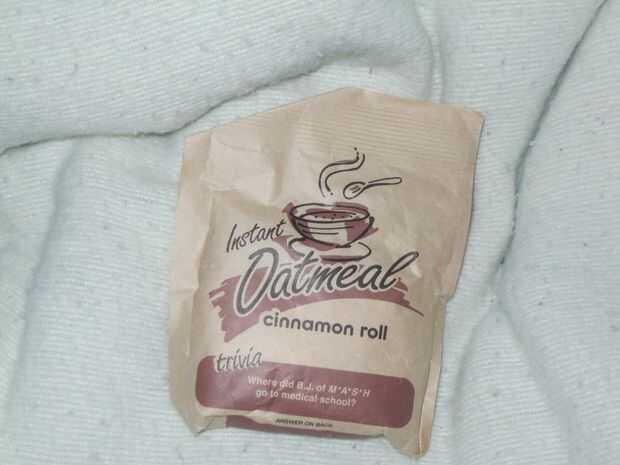 Instant
Oatmeal
cinnamon roll
trivia
Where did B.J. of M*A*S*H
go to medical school?
ANSWER ON BACK